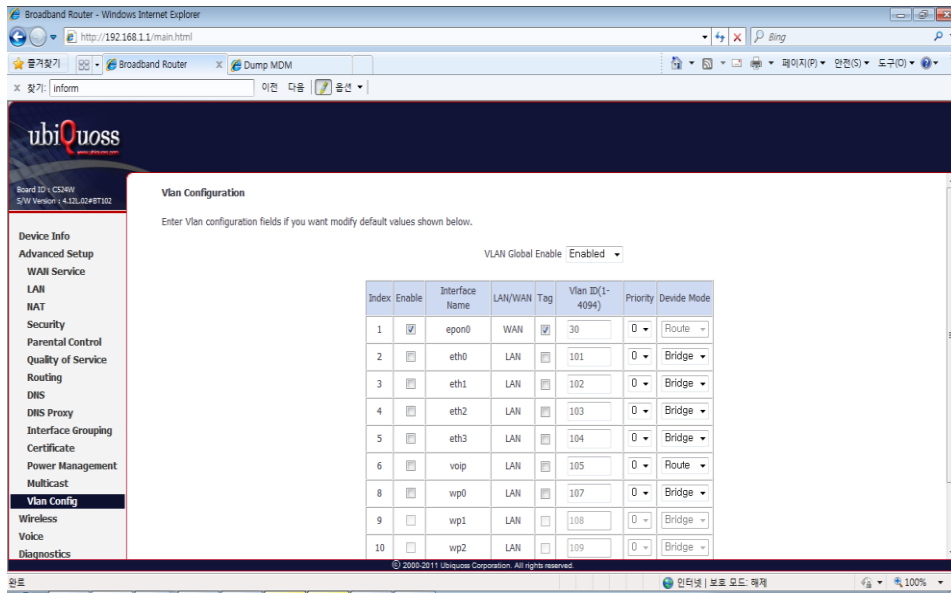 Broadband Router - Windows Internet Explorer
http://192.168.1.1/main.html
Bing
즐겨찾기
Broadband Router
X
Dump MDM
페이지(P)
안전(S)
도구(O)
x 찾기: inform
이전 다음
옵션
ubiQuoss
Board ID : C524W
S/W Version : 4.12L.02#BT102
Device Info
Advanced Setup
WAN Service
LAN
NAT
Security
Parental Control
Quality of Service
Routing
DNS
DNS Proxy
Interface Grouping
Certificate
Power Management
Multicast
Vlan Config
Wireless
Voice
Diagnostics
Vlan Configuration
Enter Vlan configuration fields if you want modify default values shown below.
VLAN Global Enable Enabled
Index Enable Interface Name LAN/WAN Tag Vlan ID(1-4094) Priority Devide Mode
1 epon0 WAN 30 0 Route
2 eth0 LAN 101 0 Bridge
3 eth1 LAN 102 0 Bridge
4 eth2 LAN 103 0 Bridge
5 eth3 LAN 104 0 Bridge
6 voip LAN 105 0 Route
8 wp0 LAN 107 0 Bridge
9 wp1 LAN 108 0 Bridge
10 wp2 LAN 109 0 Bridge
© 2000-2011 Ubiquoss Corporation. All rights reserved.
완료
인터넷 | 보호 모드: 해제
100%